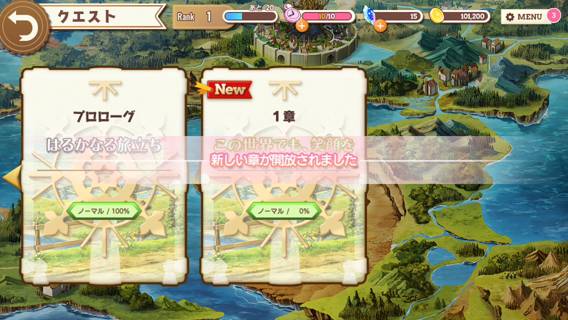 クエスト
Rank 1
あと 20
10/10
15
101,200
MENU
3
プロローグ
はるかなる旅立ち
ノーマル / 100%
New
1章
この世界でも、笑顔を
新しい章が開放されました
ノーマル / 0%